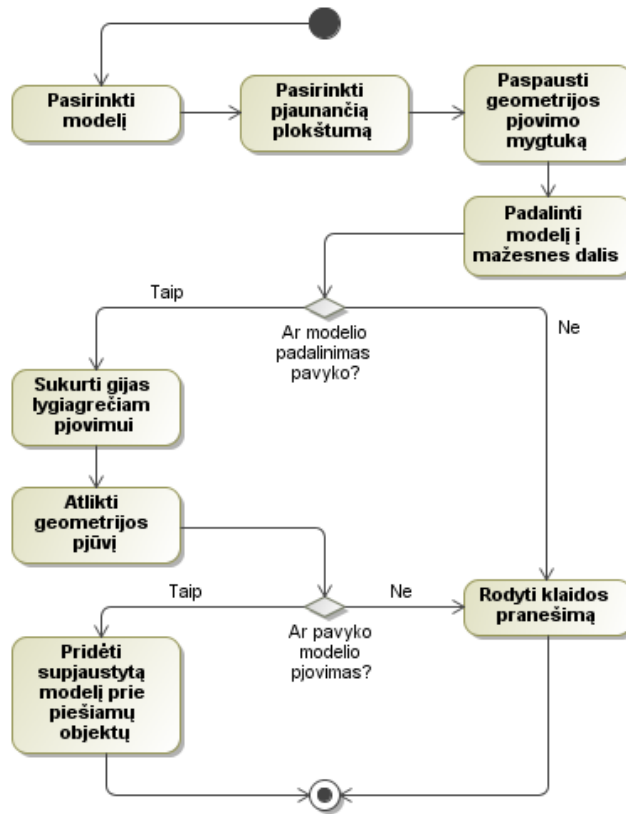 Pasirinkti
modelį
Pasirinkti
pjaunančią
plokštumą
Paspausti
geometrijos
pjovimo
mygtuką
Padalinti
modelį į
mažesnes dalis
Taip
Ne
Ar modelio
padalinimas
pavyko?
Sukurti gijas
lygiagrečiam
pjovimui
Atlikti
geometrijos
pjūvį
Taip
Ne
Ar pavyko
modelio
pjovimas?
Rodyti klaidos
pranešimą
Pridėti
supjaustytą
modelį prie
piešiamų
objektų